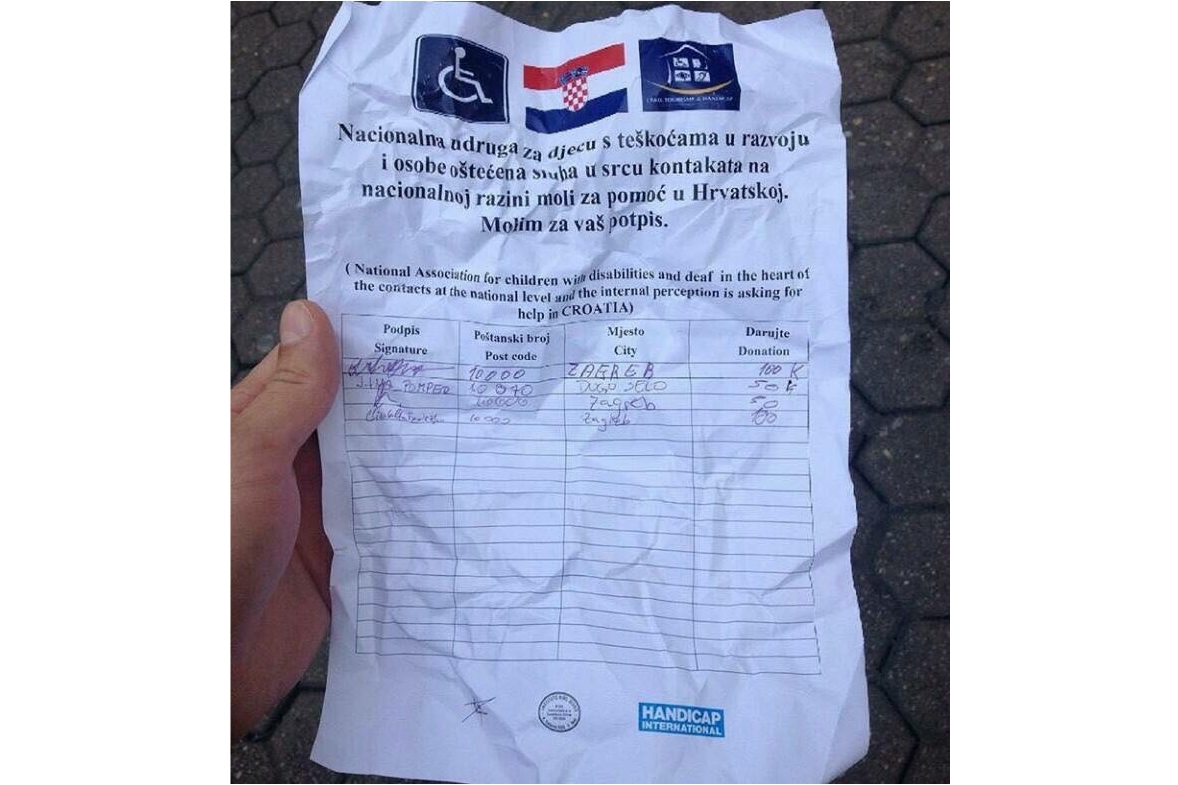 Nacionalna udruga za djecu s teškoćama u razvoju
i osobe oštećena sluha u srcu kontakata na
nacionalnoj razini moli za pomoć u Hrvatskoj.
Molim za vaš potpis.
( National Association for children with disabilities and deaf in the heart of
the contacts at the national level and the internal perception is asking for
help in CROATIA)
Podpis Poštanski broj Mjesto Darujte
Signature Post code City Donation
10000 ZAGREB 100 K
POMPER 10 370 DUGO SELO 50 K
Zagreb 50
10000 Zagreb 100
HANDICAP
INTERNATIONAL